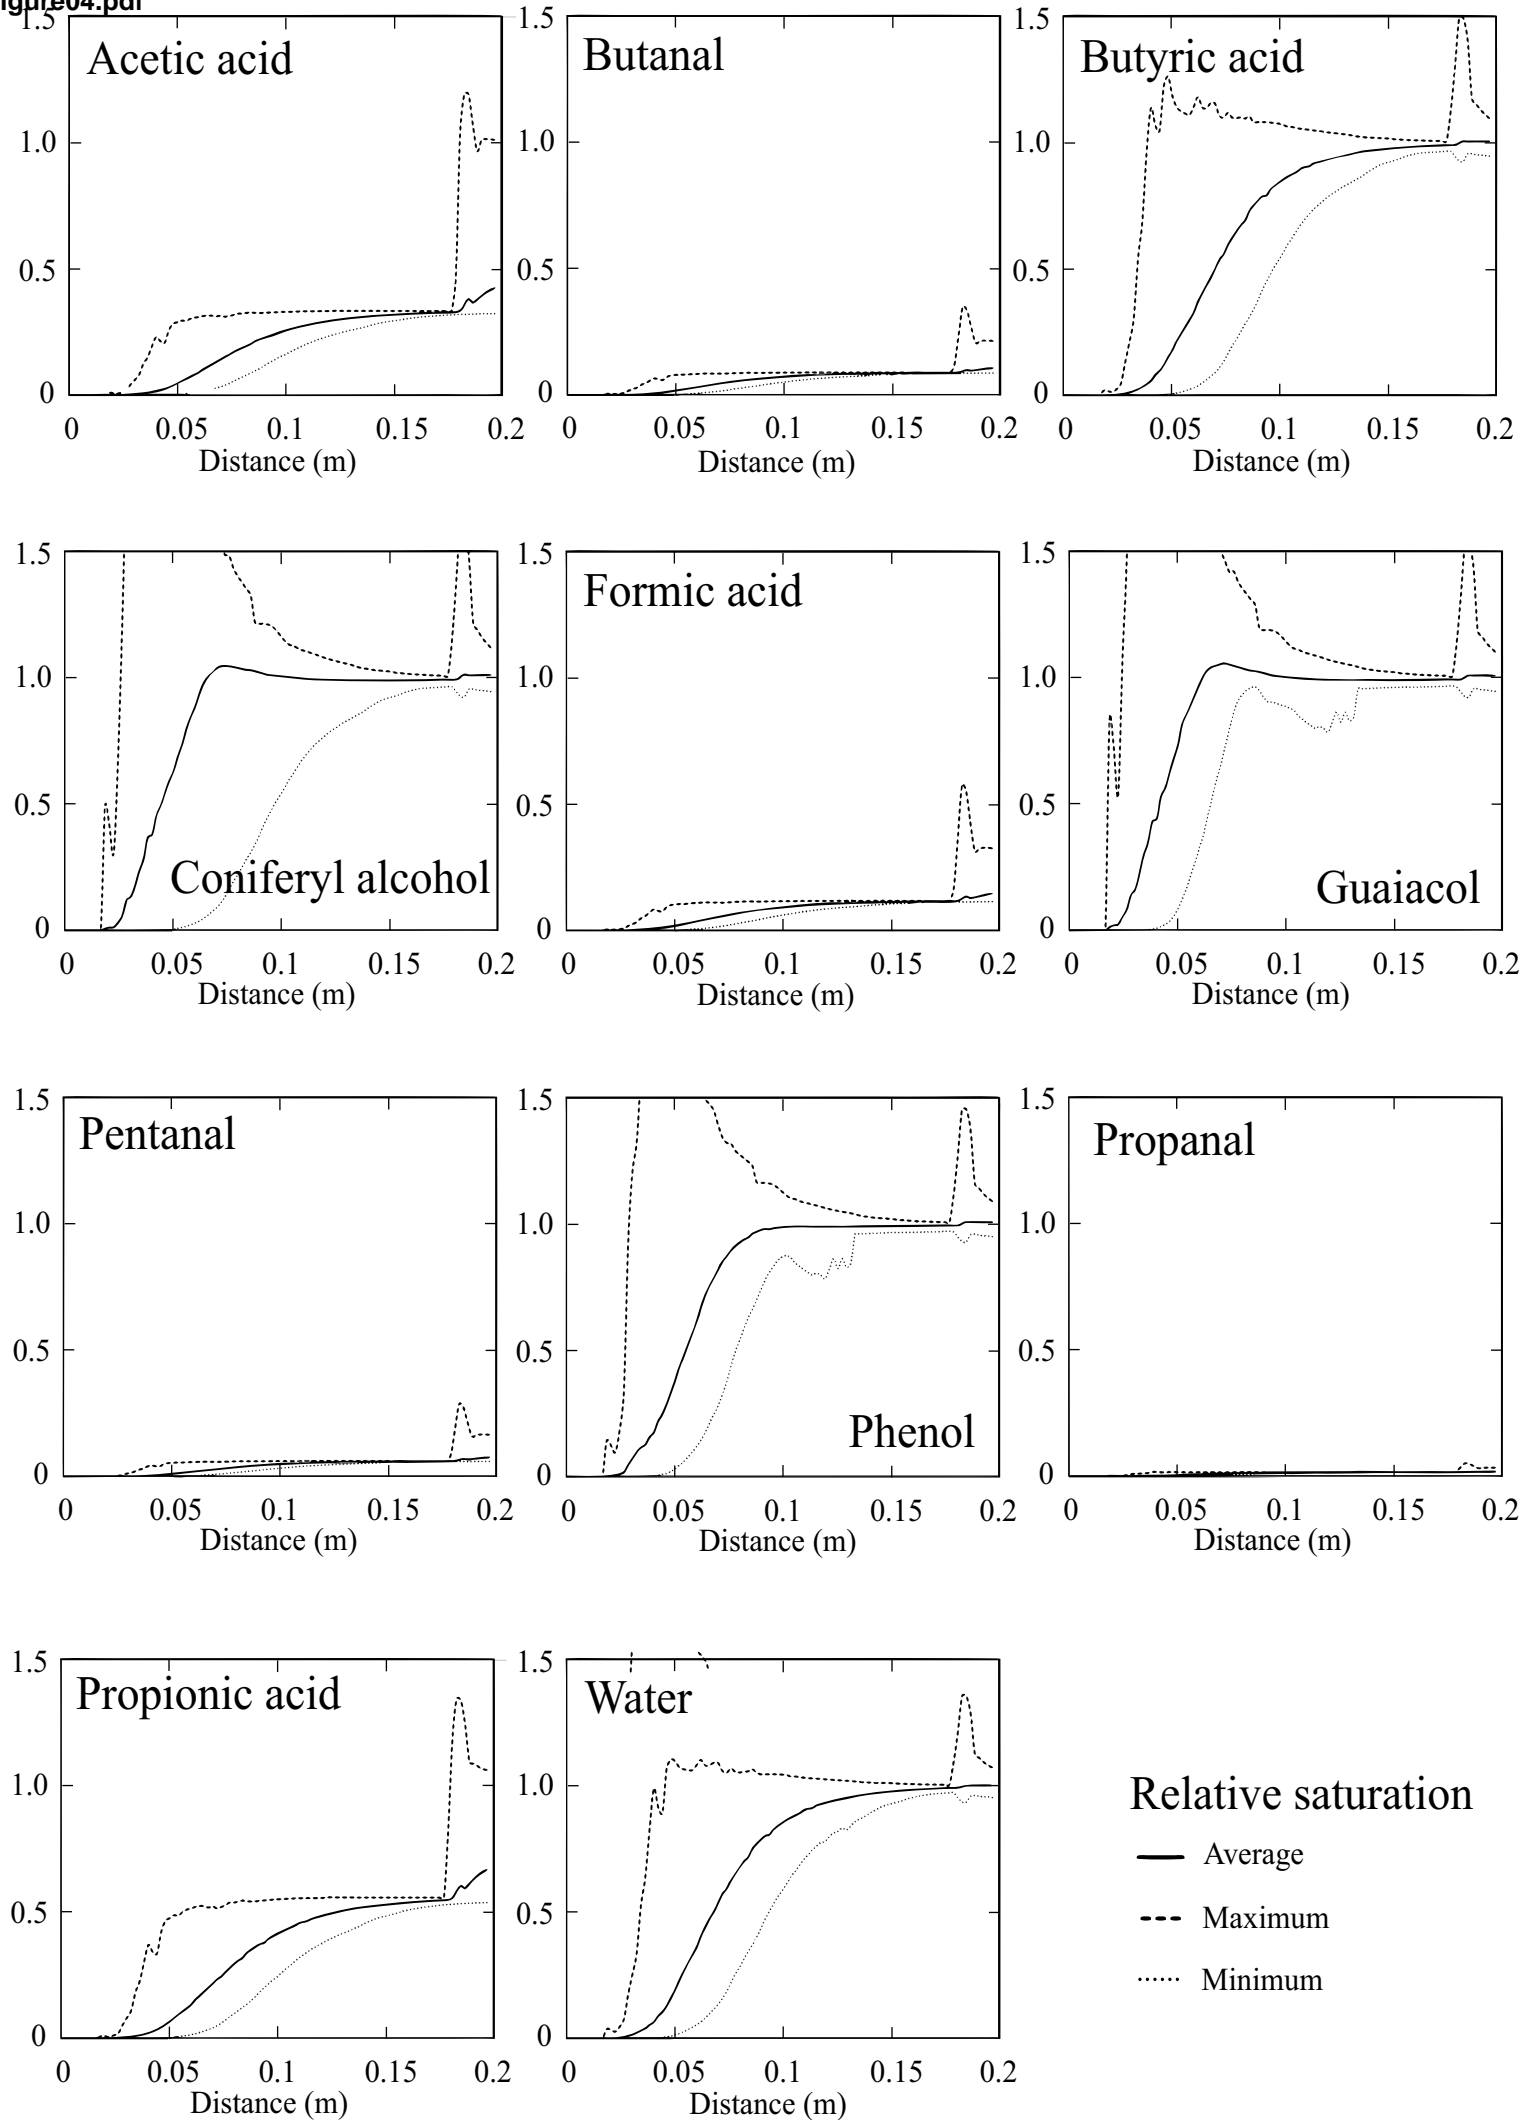 igure04.pdf
1.5
Acetic acid
1.0
0.5
0
0 0.05 0.1 0.15 0.2
Distance (m)
1.5
Butanal
1.0
0.5
0
0 0.05 0.1 0.15 0.2
Distance (m)
1.5
Butyric acid
1.0
0.5
0
0 0.05 0.1 0.15 0.2
Distance (m)
1.5
1.0
0.5
Coniferyl alcohol
0
0 0.05 0.1 0.15 0.2
Distance (m)
1.5
Formic acid
1.0
0.5
0
0 0.05 0.1 0.15 0.2
Distance (m)
1.5
1.0
0.5
Guaiacol
0
0 0.05 0.1 0.15 0.2
Distance (m)
1.5
Pentanal
1.0
0.5
0
0 0.05 0.1 0.15 0.2
Distance (m)
1.5
1.0
0.5
Phenol
0
0 0.05 0.1 0.15 0.2
Distance (m)
1.5
Propanal
1.0
0.5
0
0 0.05 0.1 0.15 0.2
Distance (m)
1.5
Propionic acid
1.0
0.5
0
0 0.05 0.1 0.15 0.2
Distance (m)
1.5
Water
1.0
0.5
0
0 0.05 0.1 0.15 0.2
Distance (m)
Relative saturation
Average
Maximum
Minimum